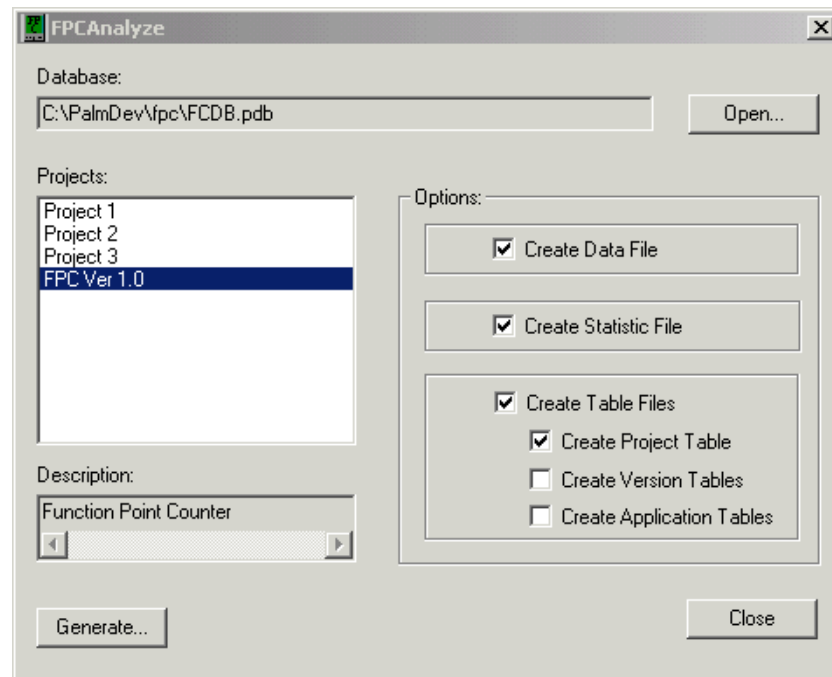 FPCAnalyze
Database:
C:\PalmDev\fpc\FCDB.pdb
Open...
Projects:
Project 1
Project 2
Project 3
FPC Ver 1.0
Options:
Create Data File
Create Statistic File
Create Table Files
Create Project Table
Create Version Tables
Create Application Tables
Description:
Function Point Counter
Generate...
Close